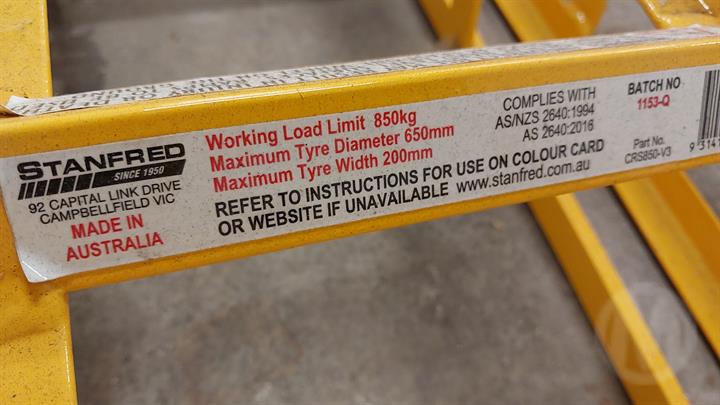 STANFRED
SINCE 1950
92 CAPITAL LINK DRIVE
CAMPBELLFIELD VIC
MADE IN
AUSTRALIA
Working Load Limit 850kg
Maximum Tyre Diameter 650mm
Maximum Tyre Width 200mm
REFER TO INSTRUCTIONS FOR USE ON COLOUR CARD
OR WEBSITE IF UNAVAILABLE www.stanfred.com.au
COMPLIES WITH
AS/NZS 2640:1994
AS 2640:2016
BATCH NO
1153-Q
Part No.
CRS850-V3